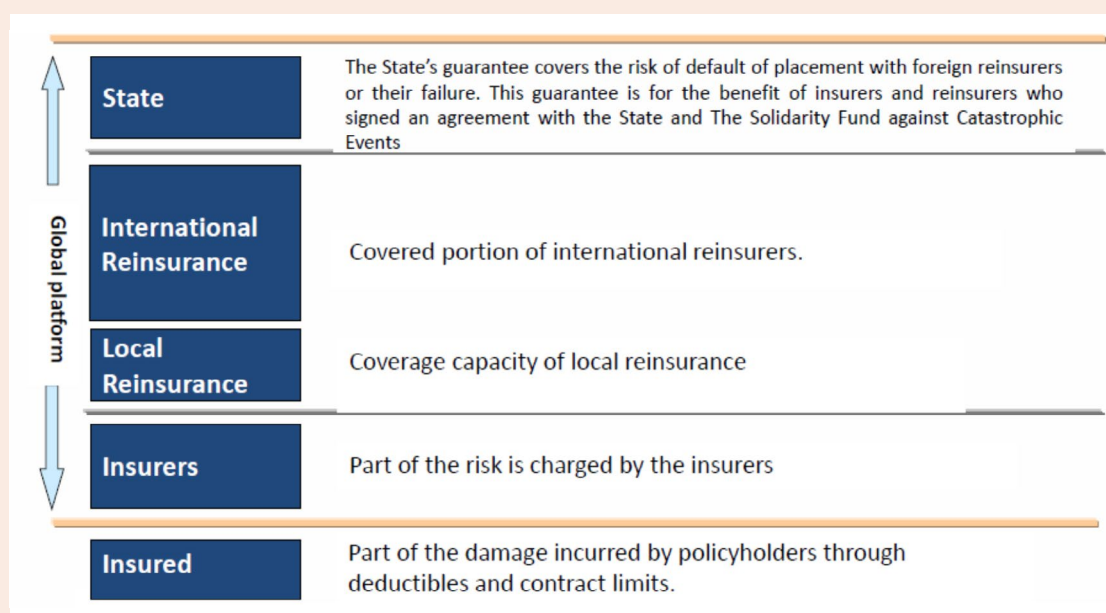 State
The State's guarantee covers the risk of default of placement with foreign reinsurers
or their failure. This guarantee is for the benefit of insurers and reinsurers who
signed an agreement with the State and The Solidarity Fund against Catastrophic
Events
Global platform
International
Reinsurance
Covered portion of international reinsurers.
Local
Reinsurance
Coverage capacity of local reinsurance
Insurers
Part of the risk is charged by the insurers
Insured
Part of the damage incurred by policyholders through
deductibles and contract limits.